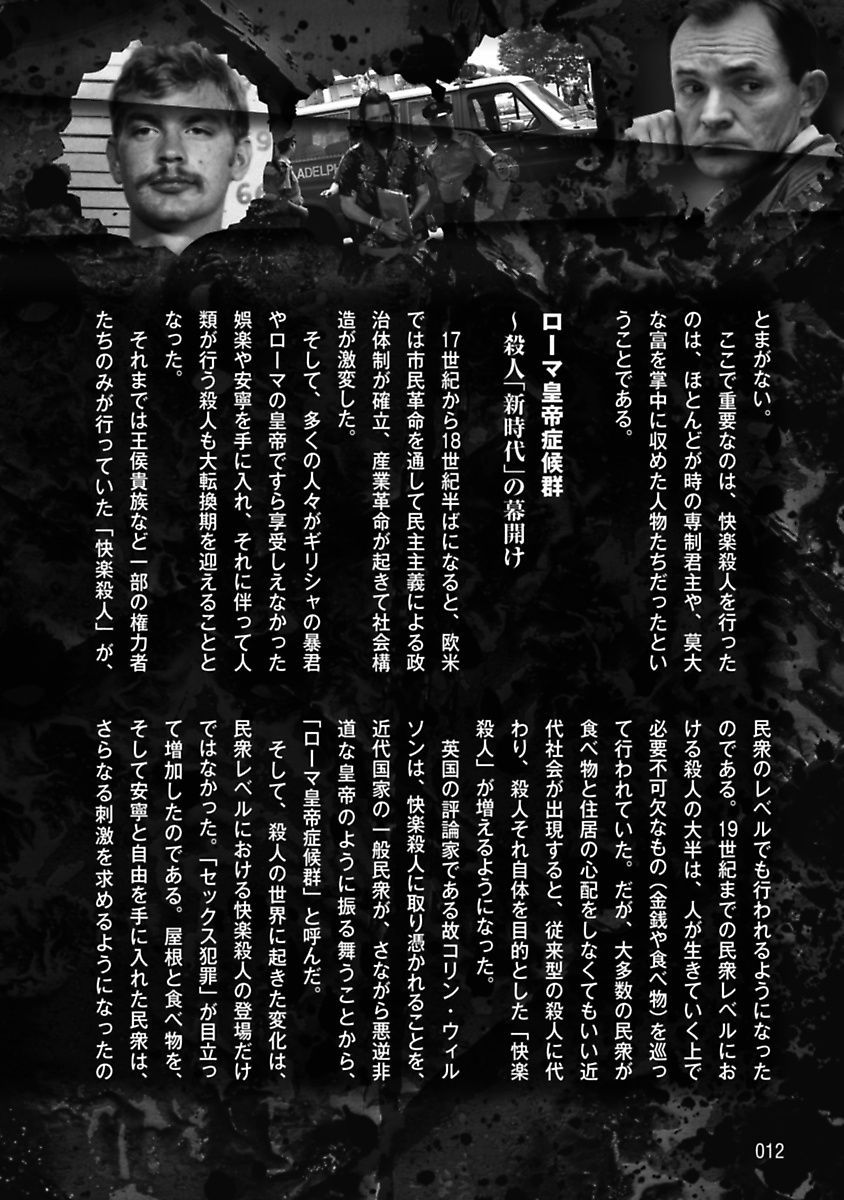 ADELPH
とまがない。
ここで重要なのは、快楽殺人を行った
のは、ほとんどが時の専制君主や、莫大
な富を掌中に収めた人物たちだったとい
うことである。
ローマ皇帝症候群
～殺人「新時代」の幕開け
17世紀から18世紀半ばになると、欧米
では市民革命を通して民主主義による政
治体制が確立、産業革命が起きて社会構
造が激変した。
そして、多くの人々がギリシャの暴君
やローマの皇帝ですら享受しえなかった
娯楽や安寧を手に入れ、それに伴って人
類が行う殺人も大転換期を迎えることと
なった。
それまでは王侯貴族など一部の権力者
たちのみが行っていた「快楽殺人」が、
民衆のレベルでも行われるようになった
のである。19世紀までの民衆レベルにお
ける殺人の大半は、人が生きていく上で
必要不可欠なもの（金銭や食べ物）を巡っ
て行われていた。だが、大多数の民衆が
食べ物と住居の心配をしなくてもいい近
代社会が出現すると、従来型の殺人に代
わり、殺人それ自体を目的とした「快楽
殺人」が増えるようになった。
英国の評論家である故コリン・ウィル
ソンは、快楽殺人に取り憑かれることを、
近代国家の一般民衆が、さながら悪逆非
道な皇帝のように振る舞うことから、
「ローマ皇帝症候群」と呼んだ。
そして、殺人の世界に起きた変化は、
民衆レベルにおける快楽殺人の登場だけ
ではなかった。「セックス犯罪」が目立っ
て増加したのである。屋根と食べ物を、
そして安寧と自由を手に入れた民衆は、
さらなる刺激を求めるようになったの
012